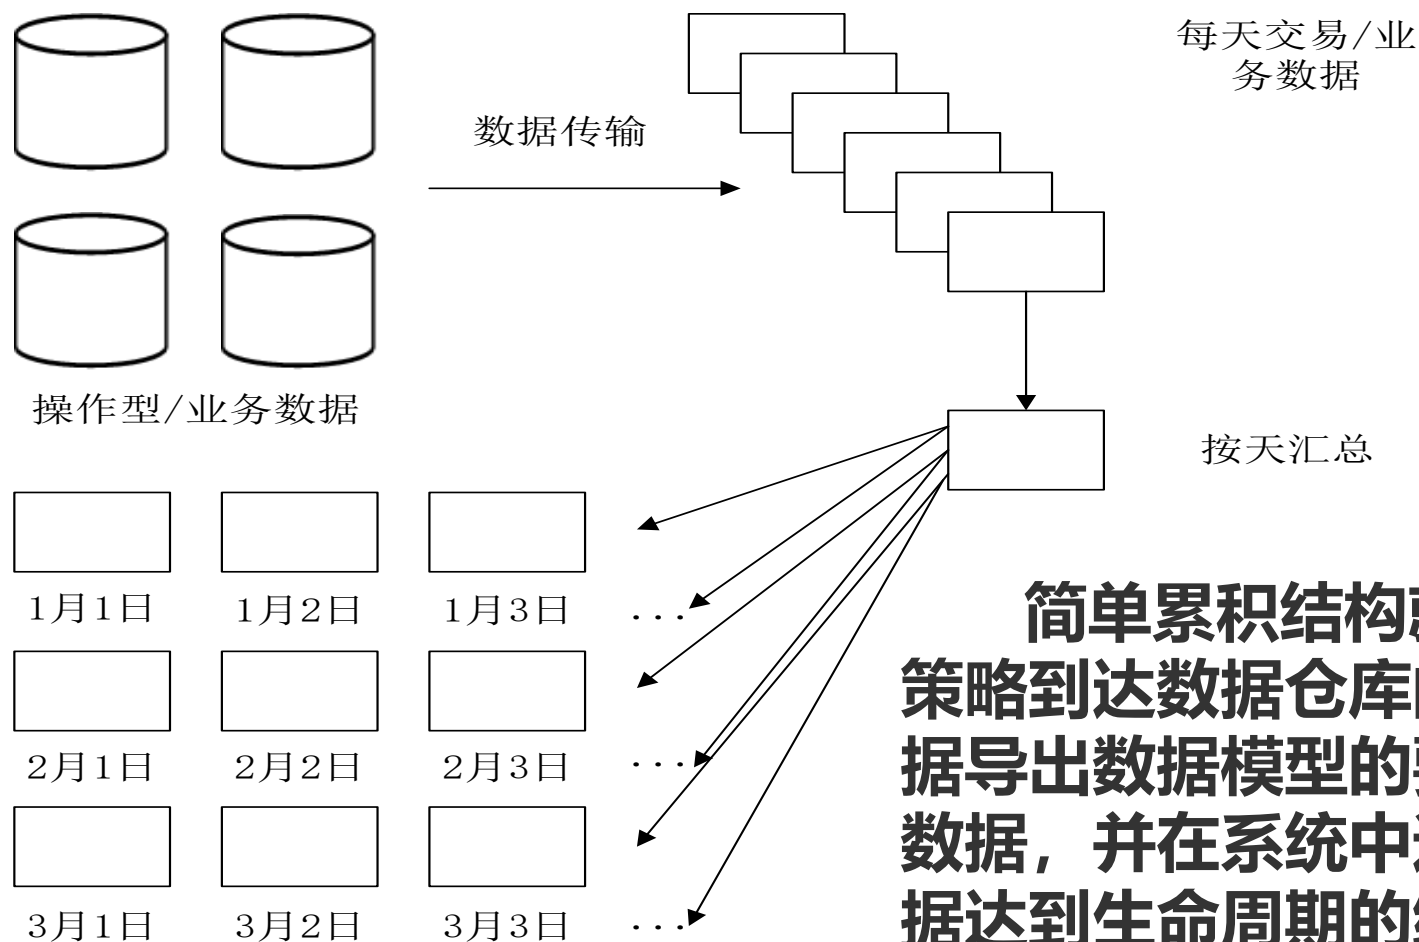 每天交易/业
务数据
数据传输
操作型/业务数据
按天汇总
1月1日
1月2日
1月3日
...
2月1日
2月2日
2月3日
...
3月1日
3月2日
3月3日
...
简单累积结构
策略到达数据仓库
据导出数据模型的
数据，并在系统中
据达到生命周期的